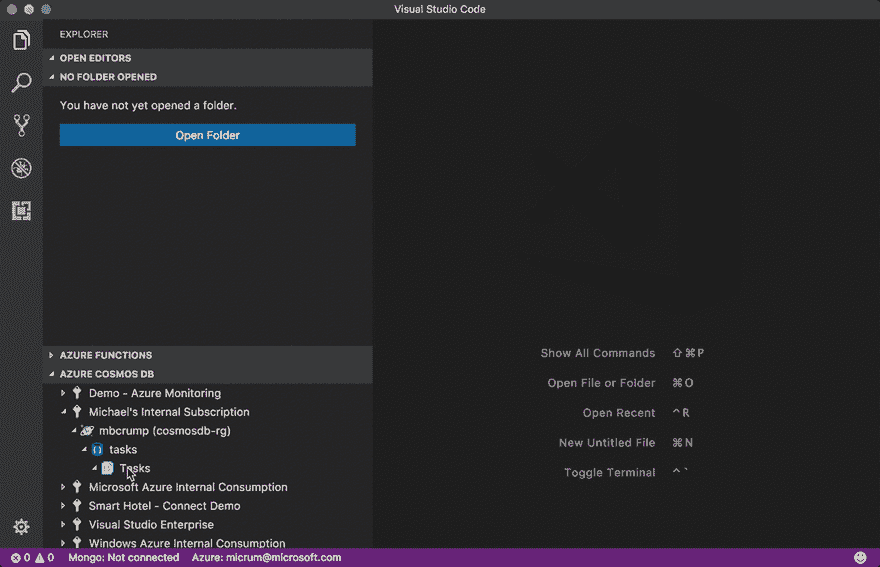 Visual Studio Code
EXPLORER
OPEN EDITORS
NO FOLDER OPENED
You have not yet opened a folder.
Open Folder
AZURE FUNCTIONS
AZURE COSMOS DB
Demo - Azure Monitoring
Michael's Internal Subscription
mbcrump (cosmosdb-rg)
tasks
Tasks
Microsoft Azure Internal Consumption
Smart Hotel - Connect Demo
Visual Studio Enterprise
Windows Azure Internal Consumption
Show All Commands ⇧⌘P
Open File or Folder ⌘O
Open Recent ^R
New Untitled File ⌘N
Toggle Terminal ^`
0 0 Mongo: Not connected Azure: micrum@microsoft.com